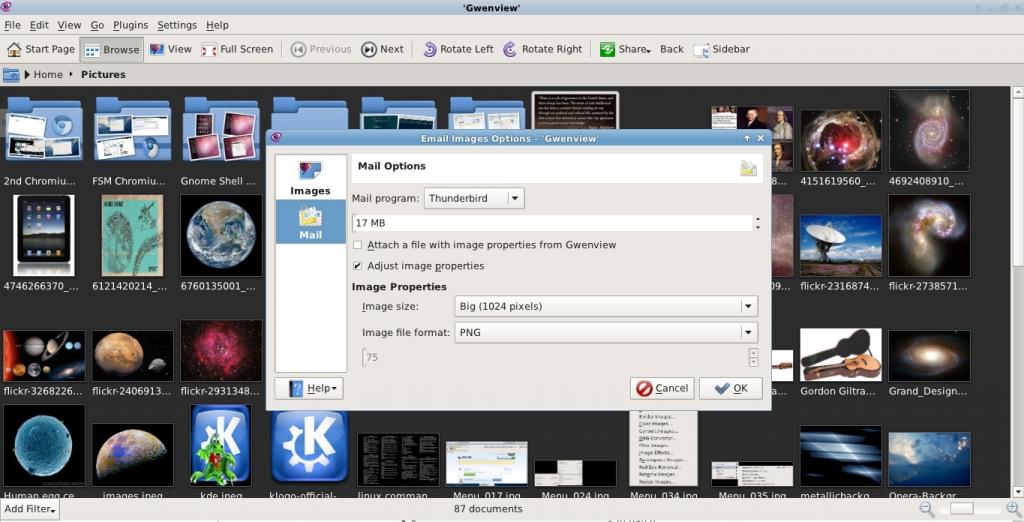 'Gwenview'
File Edit View Go Plugins Settings Help
Start Page Browse View Full Screen Previous Next Rotate Left Rotate Right Share Back Sidebar
Home Pictures
Email Images Options – 'Gwenview'
Images
Mail
Mail Options
Mail program: Thunderbird
17 MB
Attach a file with image properties from Gwenview
Adjust image properties
Image Properties
Image size: Big (1024 pixels)
Image file format: PNG
75
Help Cancel OK
2nd Chromiu... FSM Chromiu... Gnome Shell ... 4151619560_... 4692408910_...
4746266370_... 6121420214_... 6760135001_... flickr-2316874... flickr-2738571...
flickr-3268226... flickr-2406913... flickr-2931348... Gordon Giltra... Grand_Design...
Human egg ce... images.jpeg kde.jpeg klogo-official- linux comman... Menu_017.jpg Menu_024.jpg Menu_034.jpg Menu_035.jpg metallichackg... Opera-Backgr...
Add Filter 87 documents